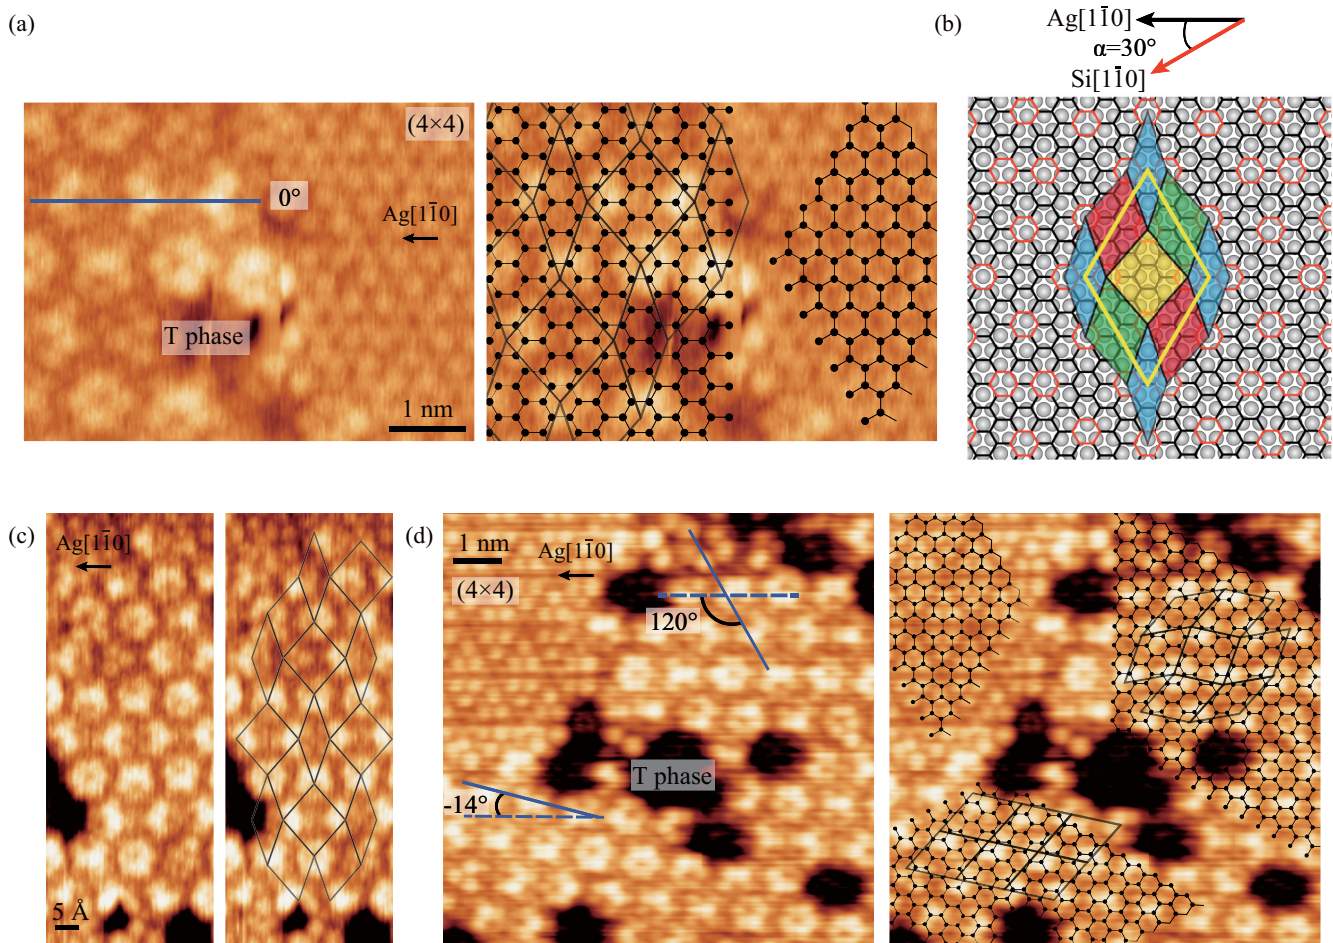 (a)
(4×4)
0°
Ag[11̄0]
T phase
1 nm
(b)
Ag[11̄0]
α=30°
Si[11̄0]
(c)
Ag[11̄0]
5 Å
(d)
1 nm
Ag[11̄0]
(4×4)
120°
T phase
-14°